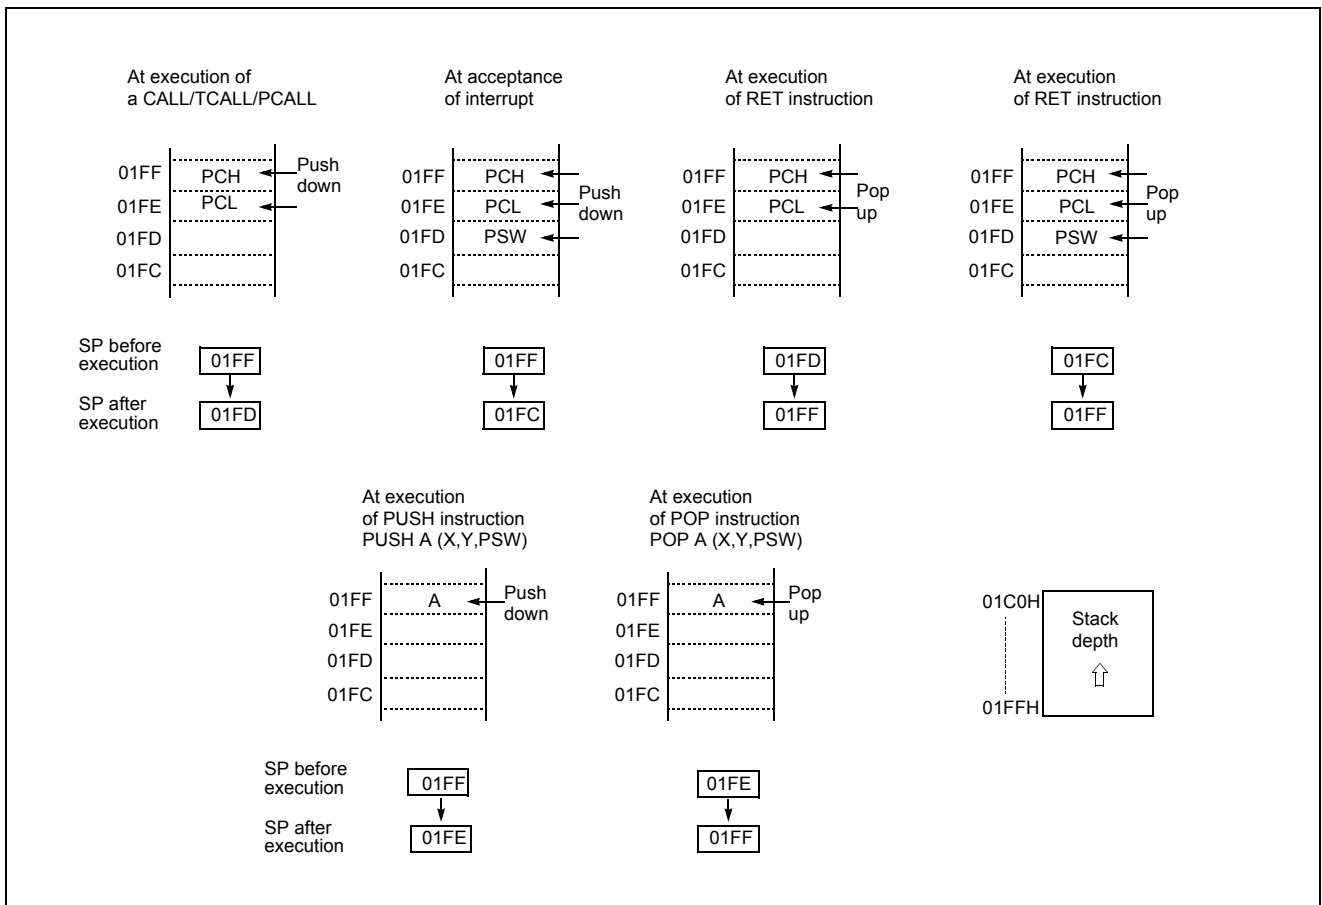 At execution of
a CALL/TCALL/PCALL
01FF
PCH
Push
down
01FE
PCL
01FD
01FC
SP before
execution
01FF
SP after
execution
01FD
At acceptance
of interrupt
01FF
PCH
Push
down
01FE
PCL
01FD
PSW
01FC
01FF
01FC
At execution
of RET instruction
01FF
PCH
Pop
up
01FE
PCL
01FD
01FC
01FD
01FF
At execution
of RET instruction
01FF
PCH
Pop
up
01FE
PCL
01FD
PSW
01FC
01FC
01FF
At execution
of PUSH instruction
PUSH A (X,Y,PSW)
01FF
A
Push
down
01FE
01FD
01FC
SP before
execution
01FF
SP after
execution
01FE
At execution
of POP instruction
POP A (X,Y,PSW)
01FF
A
Pop
up
01FE
01FD
01FC
01FE
01FF
01C0H
Stack
depth
01FFH